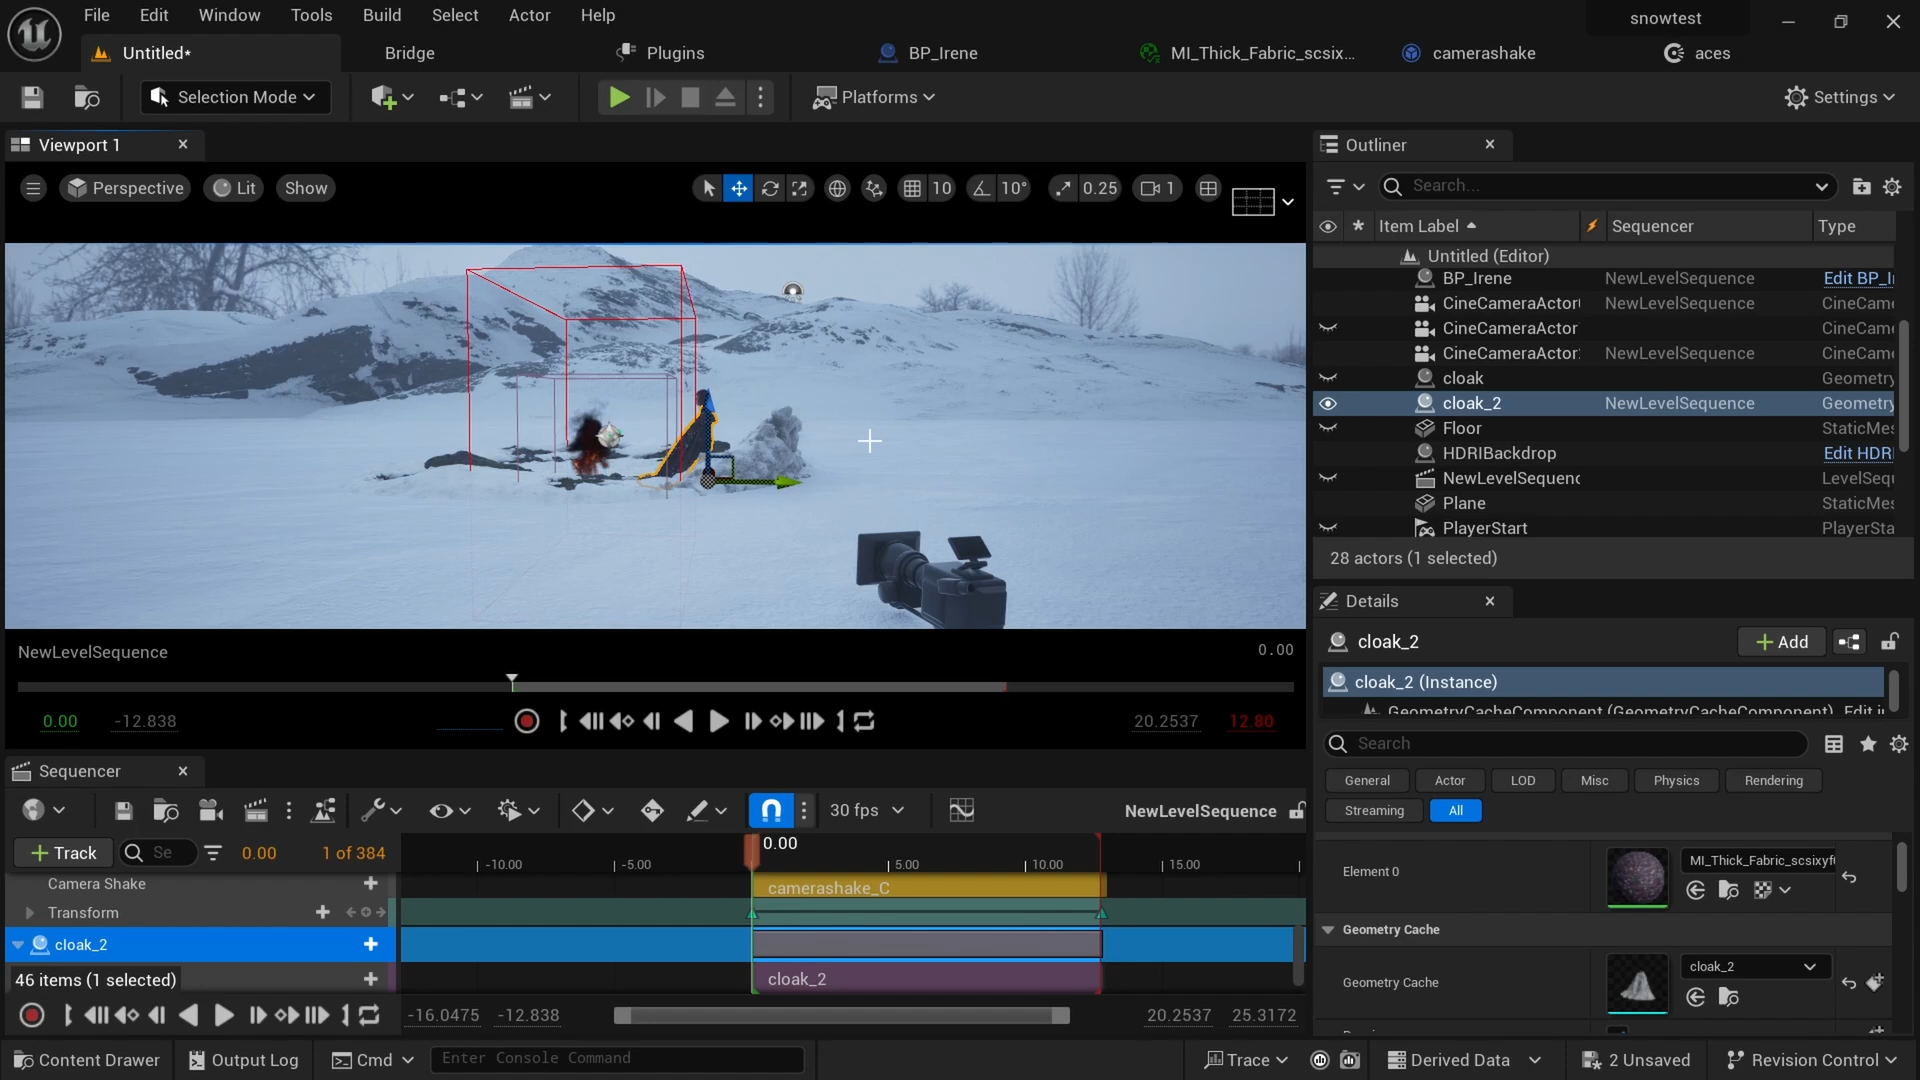 File Edit Window Tools Build Select Actor Help
snowtest
Untitled*
Bridge
Plugins
BP_Irene
MI_Thick_Fabric_scsix...
camerashake
aces
Selection Mode
Platforms
Settings
Viewport 1
Perspective
Lit
Show
10
10°
0.25
1
NewLevelSequence
0.00
0.00
-12.838
20.2537
12.80
Sequencer
30 fps
NewLevelSequence
Track
Se
0.00
1 of 384
0.00
-10.00
-5.00
5.00
10.00
15.00
Camera Shake
camerashake_C
Transform
cloak_2
46 items (1 selected)
cloak_2
-16.0475
-12.838
20.2537
25.3172
Outliner
Search...
Item Label
Sequencer
Type
Untitled (Editor)
BP_Irene NewLevelSequence Edit BP_I
CineCameraActor NewLevelSequence CineCame
CineCameraActor CineCame
CineCameraActor NewLevelSequence CineCame
cloak Geometry
cloak_2 NewLevelSequence Geometry
Floor StaticMes
HDRIBackdrop Edit HDRI
NewLevelSequenc LevelSequ
Plane StaticMes
PlayerStart PlayerSta
28 actors (1 selected)
Details
cloak_2
Add
cloak_2 (Instance)
GeometryCacheComponent (GeometryCacheComponent) Edit i
Search
General
Actor
LOD
Misc
Physics
Rendering
Streaming
All
Element 0
MI_Thick_Fabric_scsixyf
Geometry Cache
Geometry Cache
cloak_2
Content Drawer
Output Log
Cmd
Enter Console Command
Trace
Derived Data
2 Unsaved
Revision Control